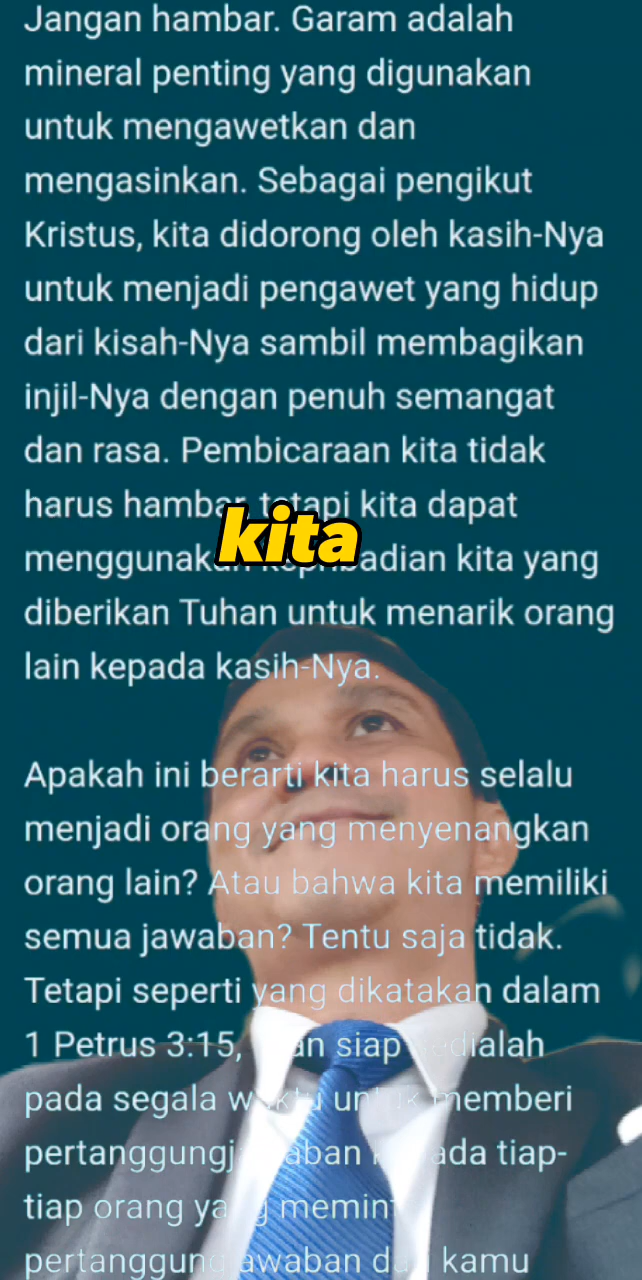 Jangan hambar. Garam adalah
mineral penting yang digunakan
untuk mengawetkan dan
mengasinkan. Sebagai pengikut
Kristus, kita didorong oleh kasih-Nya
untuk menjadi pengawet yang hidup
dari kisah-Nya sambil membagikan
injil-Nya dengan penuh semangat
dan rasa. Pembicaraan kita tidak
harus hambar, tetapi kita dapat
kita
menggunakan kepribadian kita yang
diberikan Tuhan untuk menarik orang
lain kepada kasih-Nya.
Apakah ini berarti kita harus selalu
menjadi orang yang menyenangkan
orang lain? Atau bahwa kita memiliki
semua jawaban? Tentu saja tidak.
Tetapi seperti yang dikatakan dalam
1 Petrus 3:15, siap
pada segala waktu untuk memberi
pertanggungjawaban tiap-
tiap orang yang
pertanggungjawaban kamu